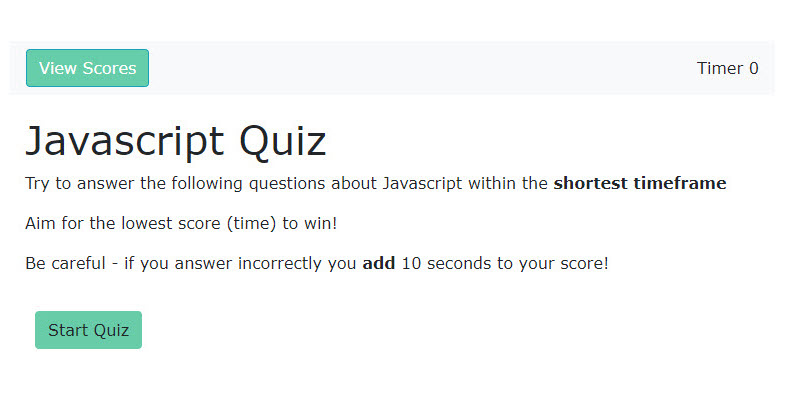 View Scores
Timer 0
Javascript Quiz
Try to answer the following questions about Javascript within the shortest timeframe
Aim for the lowest score (time) to win!
Be careful - if you answer incorrectly you add 10 seconds to your score!
Start Quiz